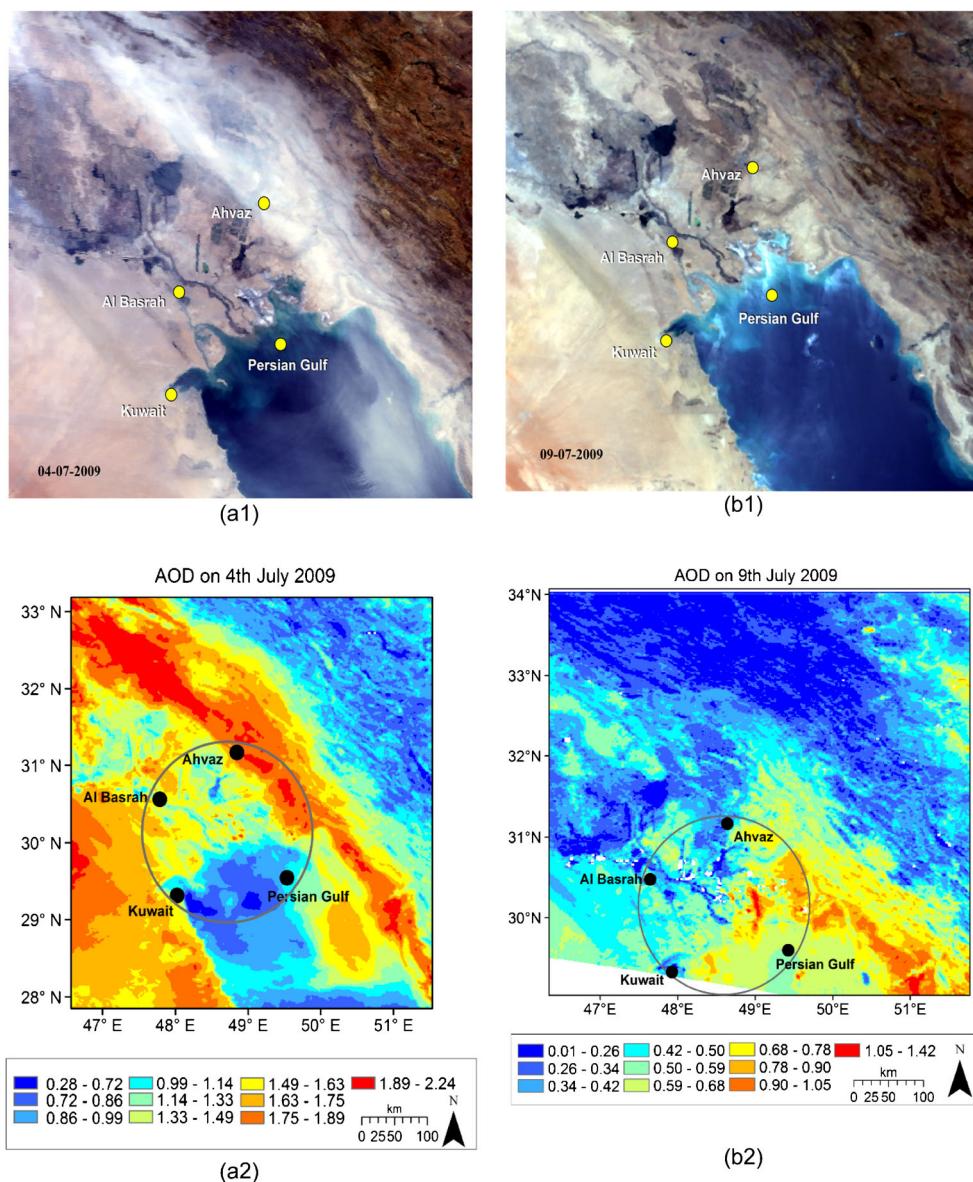 Ahvaz
Al Basrah
Persian Gulf
Kuwait
04-07-2009
(a1)
Ahvaz
Al Basrah
Persian Gulf
Kuwait
09-07-2009
(b1)
AOD on 4th July 2009
33° N
32° N
31° N
30° N
29° N
28° N
Ahvaz
Al Basrah
Kuwait
Persian Gulf
47° E 48° E 49° E 50° E 51° E
0.28 - 0.72 0.99 - 1.14 1.49 - 1.63 1.89 - 2.24 N
0.72 - 0.86 1.14 - 1.33 1.63 - 1.75 km
0.86 - 0.99 1.33 - 1.49 1.75 - 1.89 0 25 50 100
(a2)
AOD on 9th July 2009
34°N
33°N
32°N
31°N
30°N
Ahvaz
Al Basrah
Kuwait
Persian Gulf
47°E 48°E 49°E 50°E 51°E
0.01 - 0.26 0.42 - 0.50 0.68 - 0.78 1.05 - 1.42 N
0.26 - 0.34 0.50 - 0.59 0.78 - 0.90 km
0.34 - 0.42 0.59 - 0.68 0.90 - 1.05 0 25 50 100
(b2)